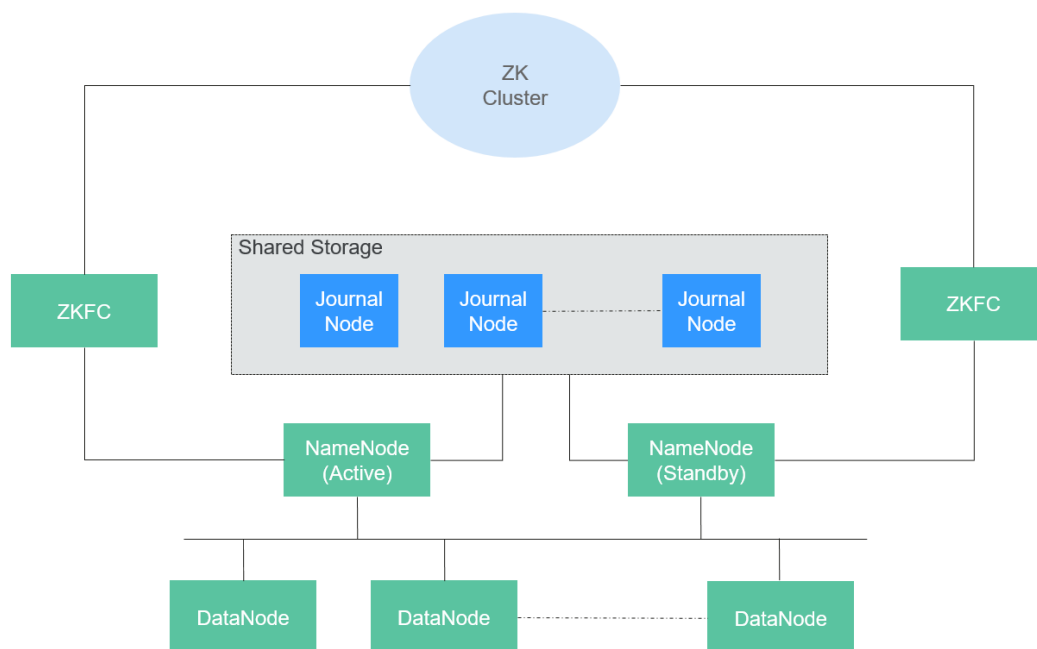 ZK
Cluster
Shared Storage
ZKFC
Journal
Node
Journal
Node
Journal
Node
ZKFC
NameNode
(Active)
NameNode
(Standby)
DataNode
DataNode
DataNode